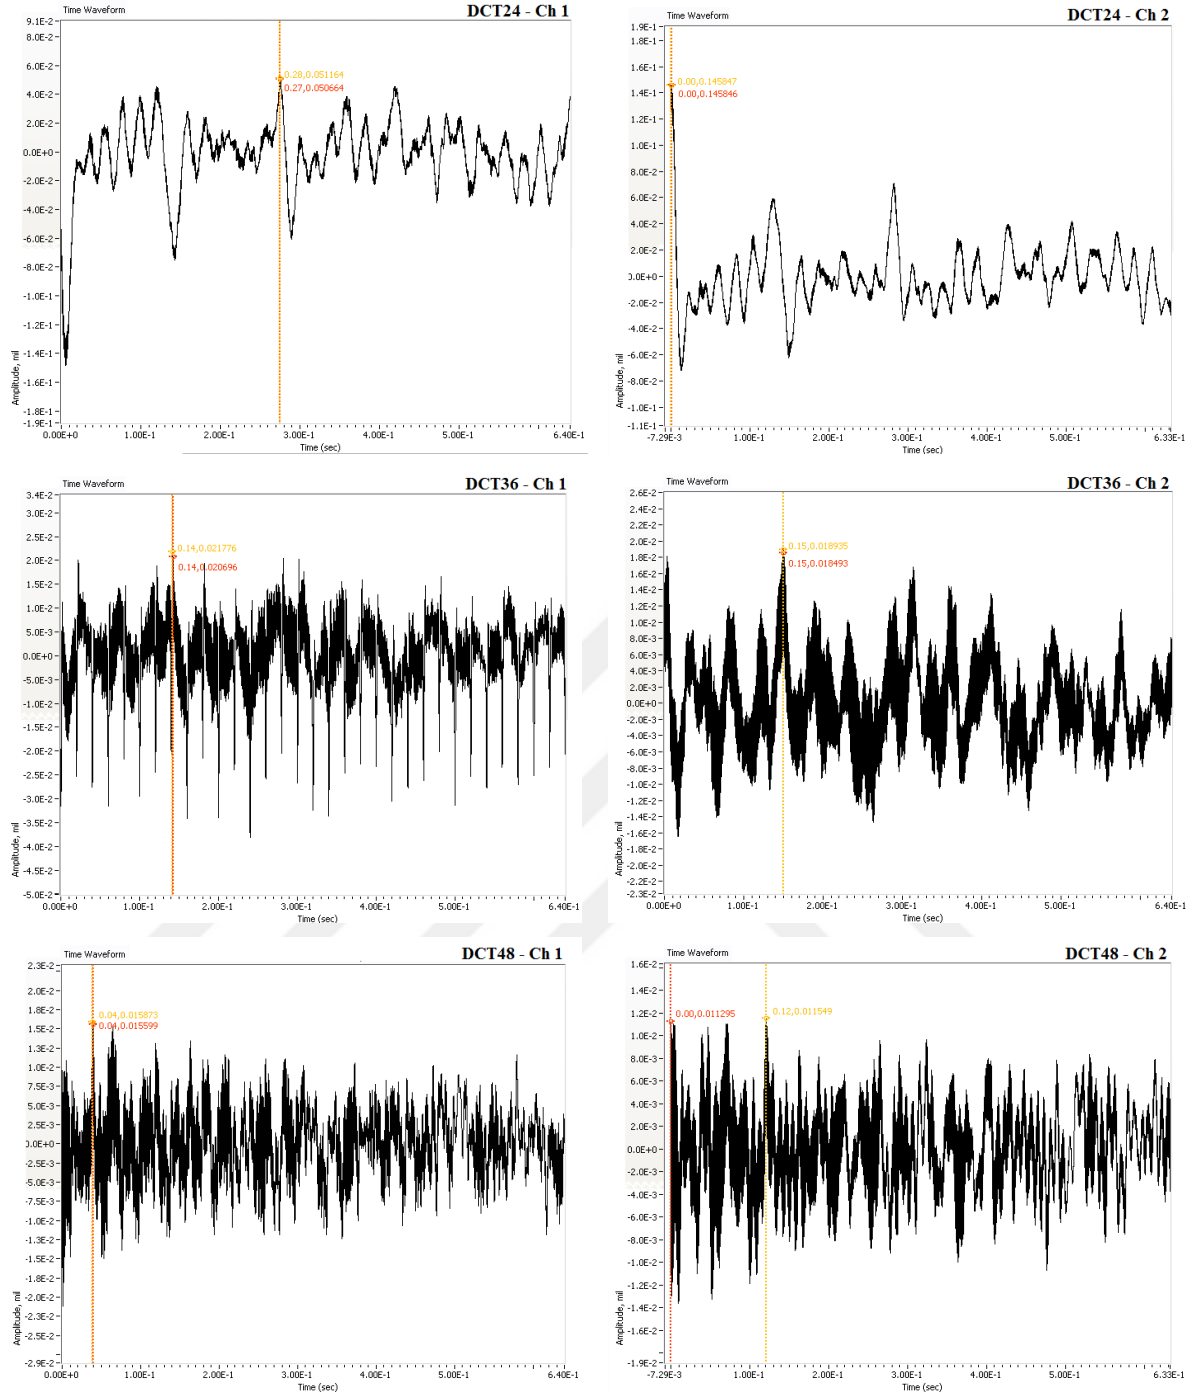 Time Waveform
DCT24 - Ch 1
9.1E-2
8.0E-2
6.0E-2
4.0E-2
2.0E-2
0.0E+0
-2.0E-2
-4.0E-2
-6.0E-2
-8.0E-2
-1.0E-1
-1.2E-1
-1.4E-1
-1.6E-1
-1.8E-1
-1.9E-1
Amplitude, mil
0.28,0.051164
0.27,0.050664
0.00E+0 1.00E-1 2.00E-1 3.00E-1 4.00E-1 5.00E-1 6.40E-1
Time (sec)
Time Waveform
DCT24 - Ch 2
1.9E-1
1.8E-1
1.6E-1
1.4E-1
1.2E-1
1.0E-1
8.0E-2
6.0E-2
4.0E-2
2.0E-2
0.0E+0
-2.0E-2
-4.0E-2
-6.0E-2
-8.0E-2
-1.0E-1
-1.1E-1
Amplitude, mil
0.00,0.145847
0.00,0.145846
-7.29E-3 1.00E-1 2.00E-1 3.00E-1 4.00E-1 5.00E-1 6.33E-1
Time (sec)
Time Waveform
DCT36 - Ch 1
3.4E-2
3.0E-2
2.5E-2
2.0E-2
1.5E-2
1.0E-2
5.0E-3
0.0E+0
-5.0E-3
-1.0E-2
-1.5E-2
-2.0E-2
-2.5E-2
-3.0E-2
-3.5E-2
-4.0E-2
-4.5E-2
-5.0E-2
Amplitude, mil
0.14,0.021776
0.14,0.020696
0.00E+0 1.00E-1 2.00E-1 3.00E-1 4.00E-1 5.00E-1 6.40E-1
Time (sec)
Time Waveform
DCT36 - Ch 2
2.6E-2
2.4E-2
2.2E-2
2.0E-2
1.8E-2
1.6E-2
1.4E-2
1.2E-2
1.0E-2
8.0E-3
6.0E-3
4.0E-3
2.0E-3
0.0E+0
-2.0E-3
-4.0E-3
-6.0E-3
-8.0E-3
-1.0E-2
-1.2E-2
-1.4E-2
-1.6E-2
-1.8E-2
-2.0E-2
-2.2E-2
-2.3E-2
Amplitude, mil
0.15,0.018935
0.15,0.018493
0.00E+0 1.00E-1 2.00E-1 3.00E-1 4.00E-1 5.00E-1 6.40E-1
Time (sec)
Time Waveform
DCT48 - Ch 1
2.3E-2
2.0E-2
1.8E-2
1.5E-2
1.3E-2
1.0E-2
7.5E-3
5.0E-3
2.5E-3
0.0E+0
-2.5E-3
-5.0E-3
-7.5E-3
-1.0E-2
-1.3E-2
-1.5E-2
-1.8E-2
-2.0E-2
-2.3E-2
-2.5E-2
-2.9E-2
Amplitude, mil
0.04,0.015873
0.04,0.015599
0.00E+0 1.00E-1 2.00E-1 3.00E-1 4.00E-1 5.00E-1 6.40E-1
Time (sec)
Time Waveform
DCT48 - Ch 2
1.6E-2
1.4E-2
1.2E-2
1.0E-2
8.0E-3
6.0E-3
4.0E-3
2.0E-3
0.0E+0
-2.0E-3
-4.0E-3
-6.0E-3
-8.0E-3
-1.0E-2
-1.2E-2
-1.4E-2
-1.6E-2
-1.9E-2
Amplitude, mil
0.00,0.011295
0.12,0.011549
-7.29E-3 1.00E-1 2.00E-1 3.00E-1 4.00E-1 5.00E-1 6.33E-1
Time (sec)